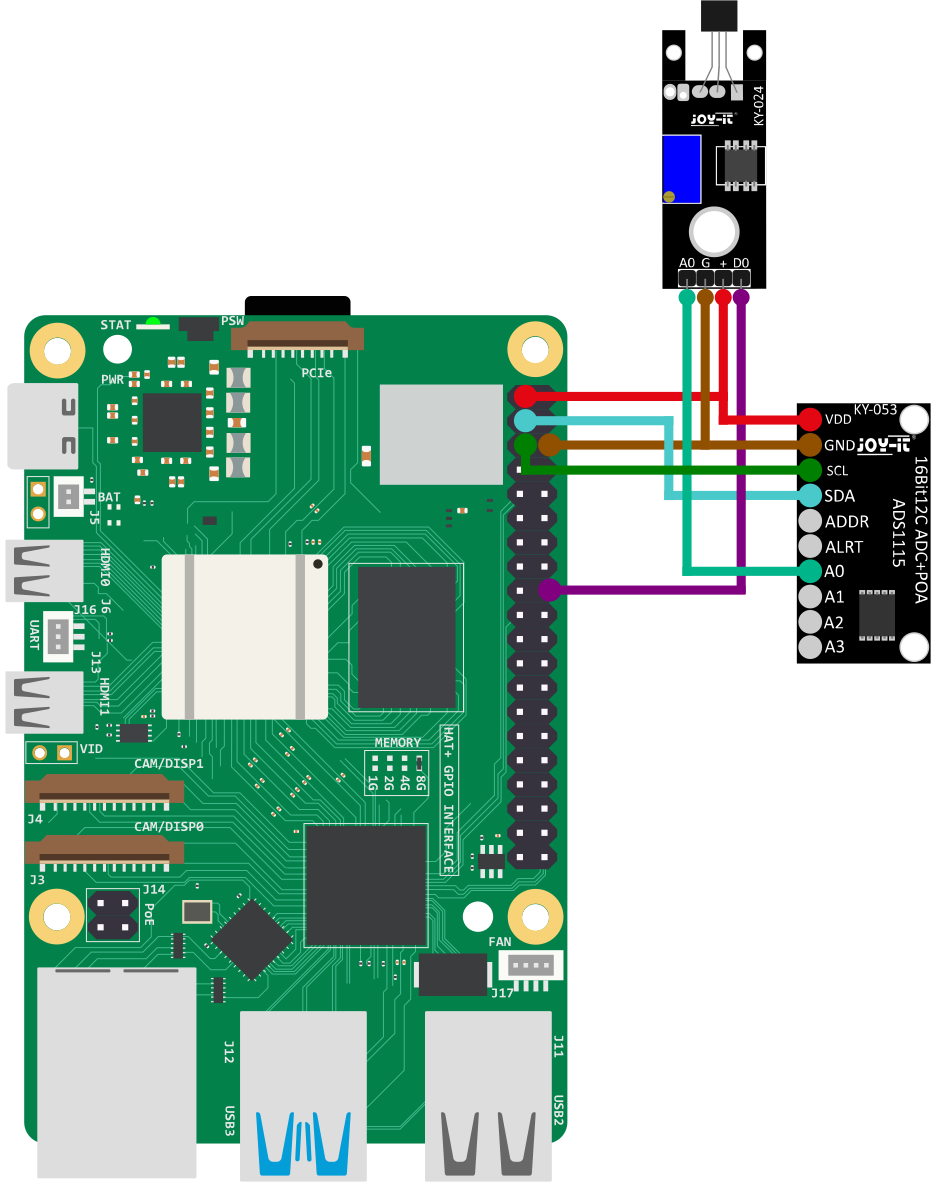 KY-024
JOY-IT
A0 G + D0
STAT
PSW
PCIe
PWR
KY-053
VDD
GND
JOY-IT
SCL
SDA
ADDR
ALRT
A0
A1
A2
A3
16Bit12C ADC+POA
ADS1115
BAT
J5
HDMI0
J6
J16
UART
J13
HDMI1
VID
MEMORY
1G
2G
4G
8G
HAT+ GPIO INTERFACE
CAM/DISP1
J4
CAM/DISP0
J3
J14
PoE
FAN
J17
J12
J11
USB3
USB2